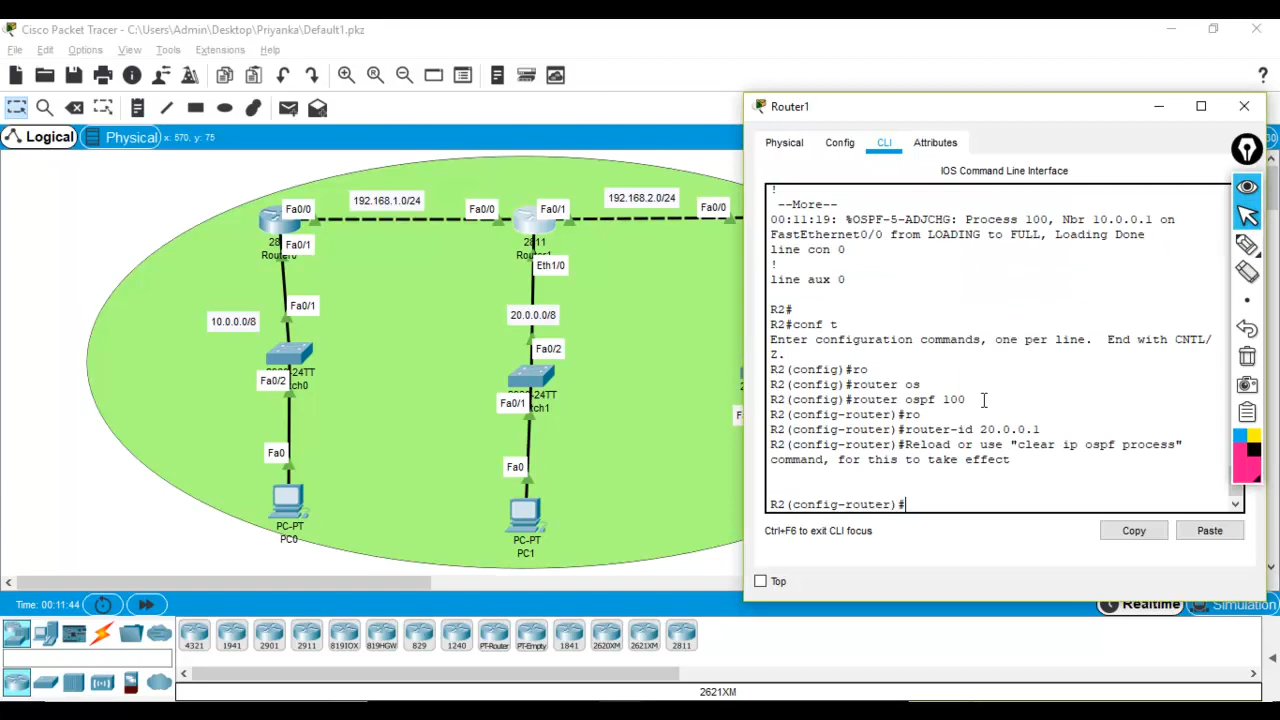 Cisco Packet Tracer - C:\Users\Admin\Desktop\Priyanka\Default1.pkz
File Edit Options View Tools Extensions Help
?
Logical Physical x: 570, y: 75
Router1
Physical Config CLI Attributes
IOS Command Line Interface
!
--More--
00:11:19: %OSPF-5-ADJCHG: Process 100, Nbr 10.0.0.1 on
FastEthernet0/0 from LOADING to FULL, Loading Done
line con 0
!
line aux 0
R2#
R2#conf t
Enter configuration commands, one per line. End with CNTL/
Z.
R2(config)#ro
R2(config)#router os
R2(config)#router ospf 100
R2(config-router)#ro
R2(config-router)#router-id 20.0.0.1
R2(config-router)#Reload or use "clear ip ospf process"
command, for this to take effect
R2(config-router)#
Ctrl+F6 to exit CLI focus
Copy
Paste
Top
192.168.1.0/24
192.168.2.0/24
Fa0/0
Fa0/0
Fa0/1
Fa0/0
28
Router0
Fa0/1
2811
Eth1/0
Fa0/1
10.0.0.0/8
20.0.0.0/8
Fa0/2
24TT
Fa0/2
24TT
Fa0/1
Fa0
Fa0
PC-PT
PC0
PC-PT
PC1
Time: 00:11:44
Realtime
Simulation
4321 1941 2901 2911 819IOX 819HGW 829 1240 PT-Router PT-Empty 1841 2620XM 2621XM 2811
2621XM